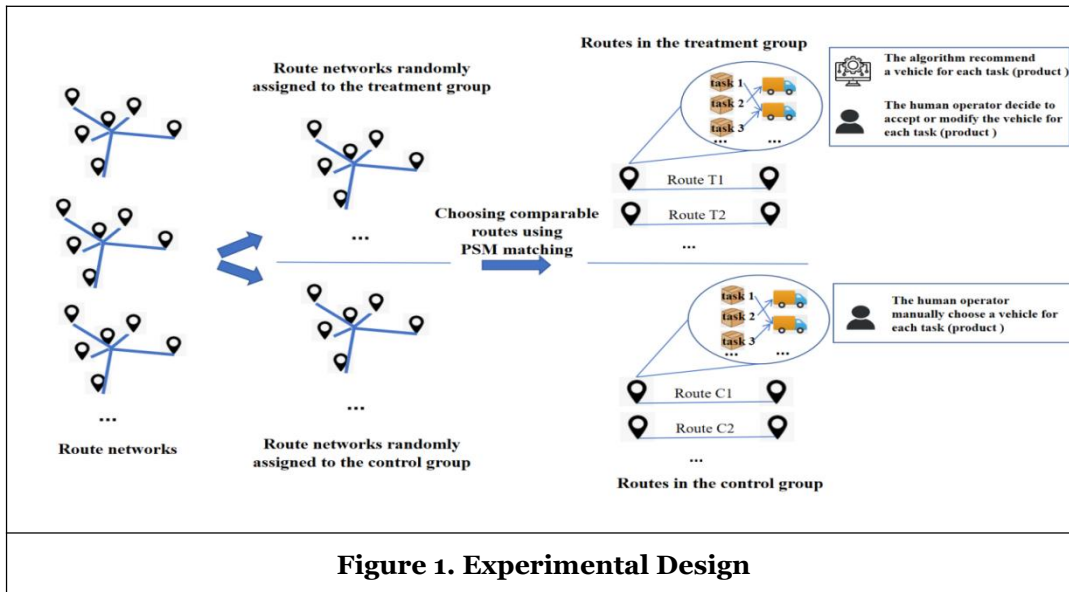 Route networks randomly
assigned to the treatment group
...
...
Route networks
...
Route networks randomly
assigned to the control group
Choosing comparable
routes using
PSM matching
Routes in the treatment group
task 1
task 2
task 3
... ...
Route T1
Route T2
...
The algorithm recommend
a vehicle for each task (product )
The human operator decide to
accept or modify the vehicle for
each task (product )
task 1
task 2
task 3
... ...
Route C1
Route C2
...
Routes in the control group
The human operator
manually choose a vehicle for
each task (product )
Figure 1. Experimental Design